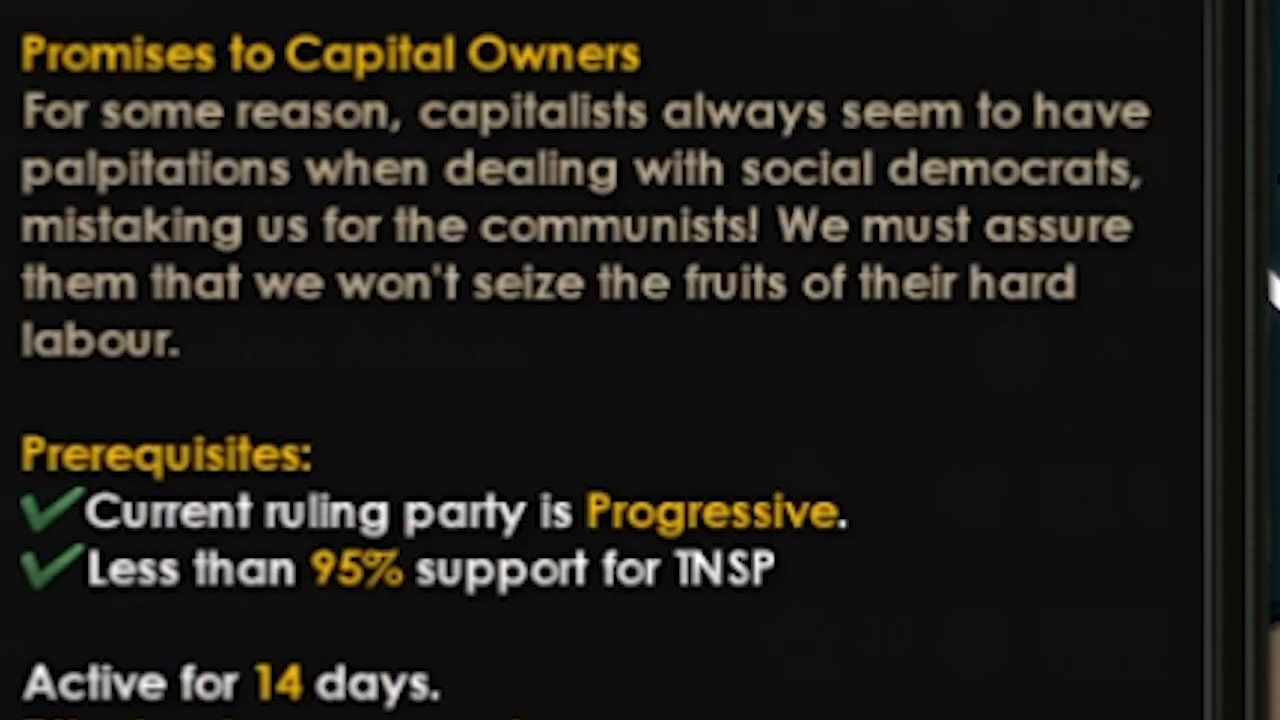 Promises to Capital Owners
For some reason, capitalists always seem to have
palpitations when dealing with social democrats,
mistaking us for the communists! We must assure
them that we won't seize the fruits of their hard
labour.
Prerequisites:
Current ruling party is Progressive.
Less than 95% support for TNSP
Active for 14 days.